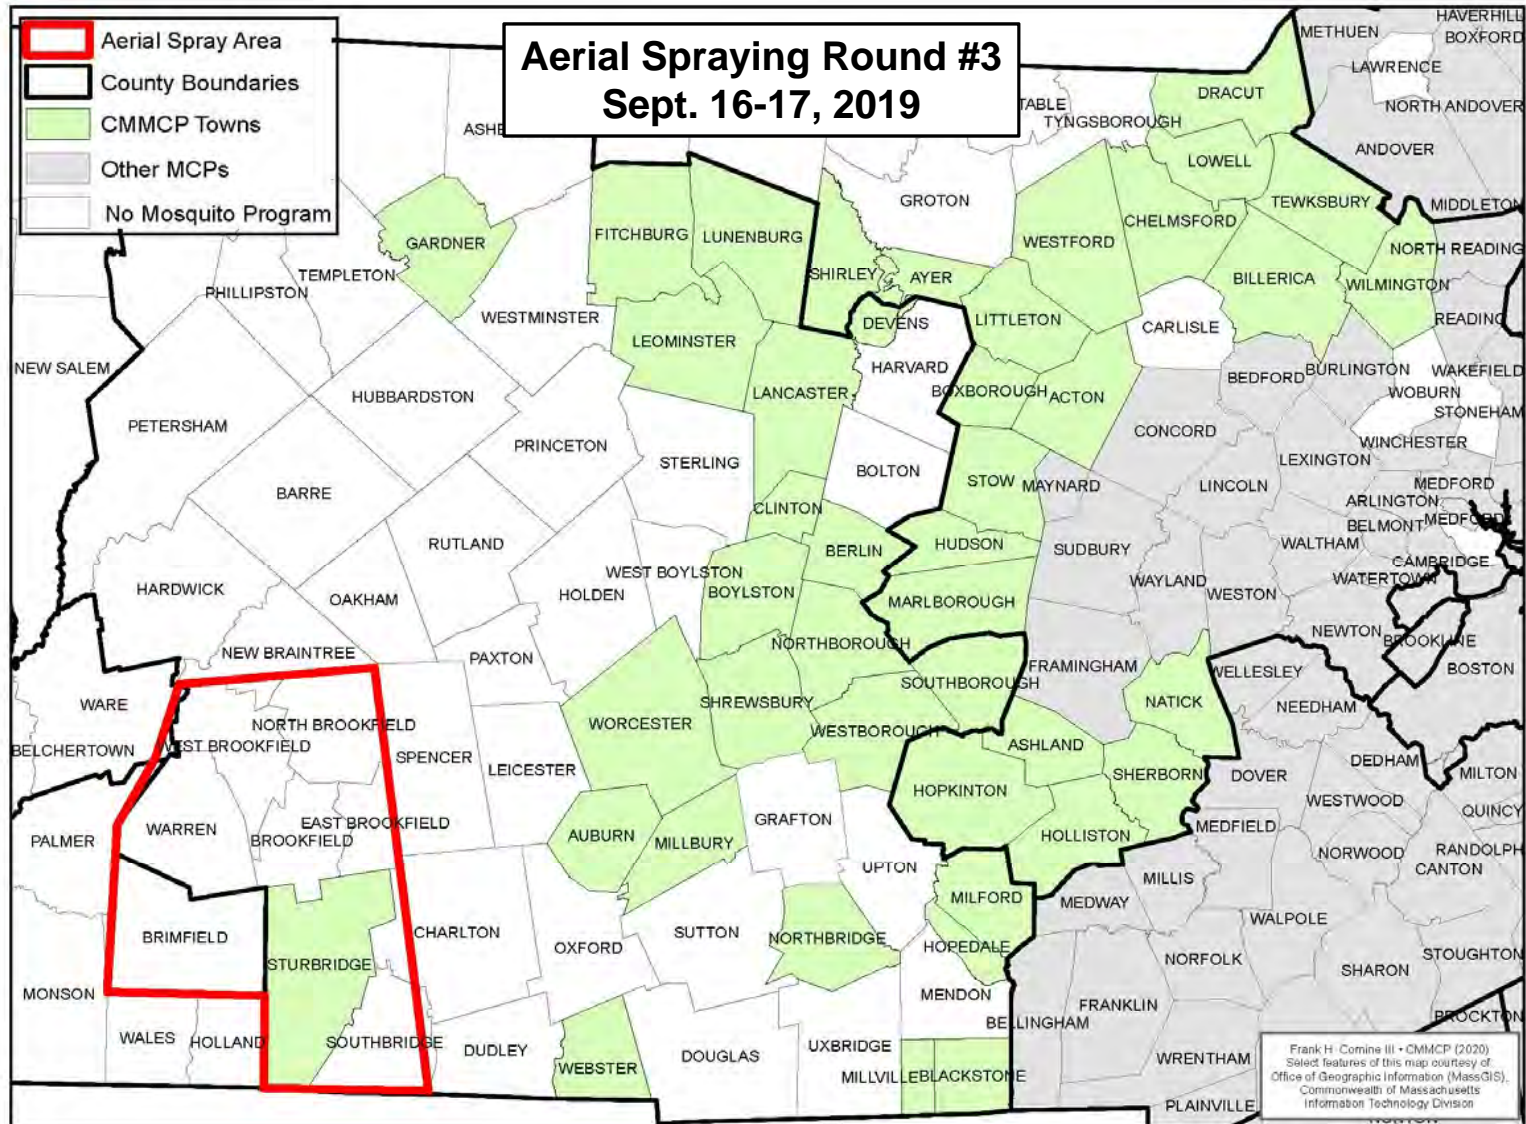 Aerial Spray Area
County Boundaries
CMMCP Towns
Other MCPs
No Mosquito Program
Aerial Spraying Round #3
Sept. 16-17, 2019
HAVERHILL
METHUEN
BOXFORD
LAWRENCE
DRACUT
TABLE
NORTH ANDOVER
TYNGSBOROUGH
ASHB
ANDOVER
LOWELL
GROTON
TEWKSBURY
MIDDLETON
CHELMSFORD
FITCHBURG
LUNENBURG
WESTFORD
GARDNER
NORTH READING
TEMPLETON
SHIRLEY
AYER
BILLERICA
WILMINGTON
PHILLIPSTON
WESTMINSTER
DEVENS
LITTLETON
CARLISLE
READING
LEOMINSTER
NEW SALEM
HARVARD
BEDFORD
BURLINGTON
WAKEFIELD
HUBBARDSTON
LANCASTER
BOXBOROUGH
ACTON
WOBURN
STONEHAM
PETERSHAM
CONCORD
WINCHESTER
PRINCETON
STERLING
BOLTON
LEXINGTON
BARRE
STOW
MAYNARD
LINCOLN
MEDFORD
ARLINGTON
CLINTON
BELMONT
MEDFORD
RUTLAND
BERLIN
HUDSON
SUDBURY
WALTHAM
CAMBRIDGE
WEST BOYLSTON
WATERTOWN
HARDWICK
OAKHAM
HOLDEN
BOYLSTON
MARLBOROUGH
WAYLAND
WESTON
NEW BRAINTREE
PAXTON
NORTHBOROUGH
NEWTON
BROOKLINE
FRAMINGHAM
WELLESLEY
BOSTON
SOUTHBOROUGH
WARE
SHREWSBURY
NATICK
NEEDHAM
NORTH BROOKFIELD
WORCESTER
WESTBOROUGH
BELCHERTOWN
WEST BROOKFIELD
SPENCER
LEICESTER
ASHLAND
DEDHAM
SHERBORN
DOVER
MILTON
HOPKINTON
WESTWOOD
QUINCY
PALMER
WARREN
EAST BROOKFIELD
BROOKFIELD
AUBURN
MILLBURY
GRAFTON
HOLLISTON
MEDFIELD
NORWOOD
RANDOLPH
CANTON
UPTON
MILFORD
MEDWAY
MILLIS
WALPOLE
BRIMFIELD
CHARLTON
OXFORD
SUTTON
NORTHBRIDGE
HOPEDALE
STURBRIDGE
NORFOLK
SHARON
STOUGHTON
MONSON
MENDON
FRANKLIN
BELLINGHAM
BROCKTON
WALES
HOLLAND
SOUTHBRIDGE
DUDLEY
DOUGLAS
UXBRIDGE
WRENTHAM
WEBSTER
MILLVILLE
BLACKSTONE
PLAINVILLE
Frank H. Comine III • CMMCP (2020)
Select features of this map courtesy of
Office of Geographic Information (MassGIS),
Commonwealth of Massachusetts
Information Technology Division